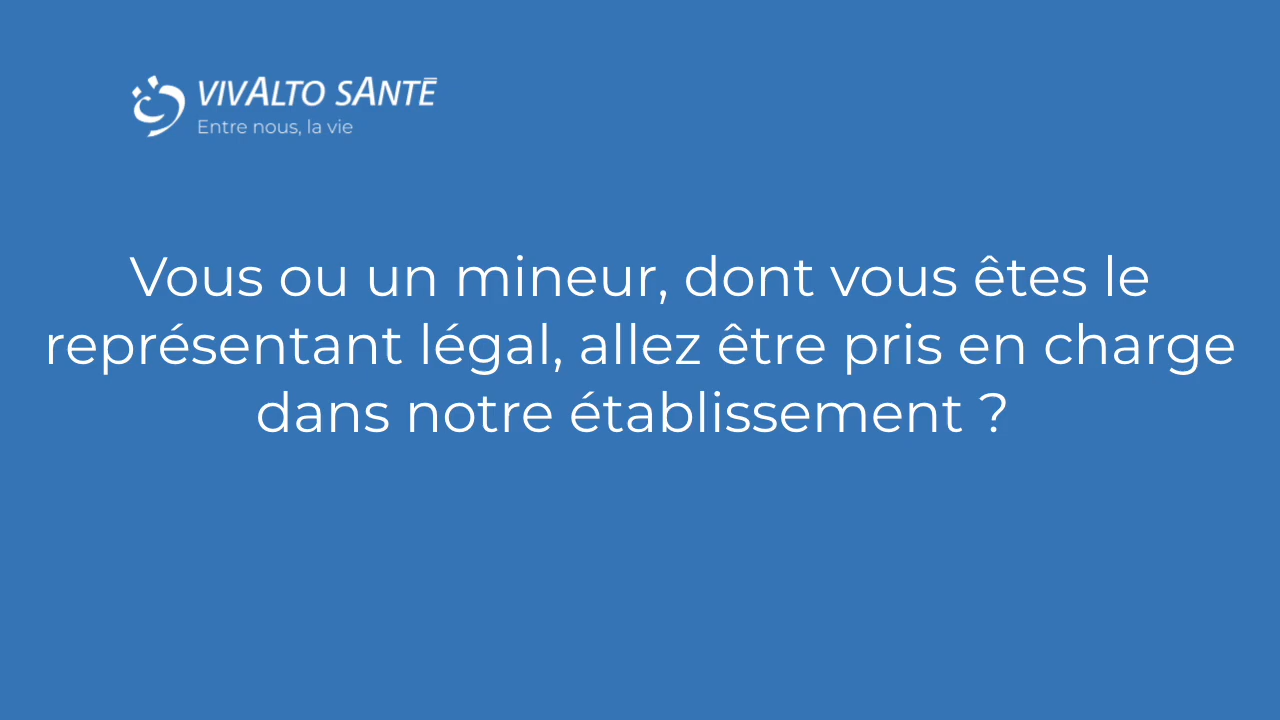 VIVALTO SANTĒ
Entre nous, la vie
Vous ou un mineur, dont vous êtes le
représentant légal, allez être pris en charge
dans notre établissement ?